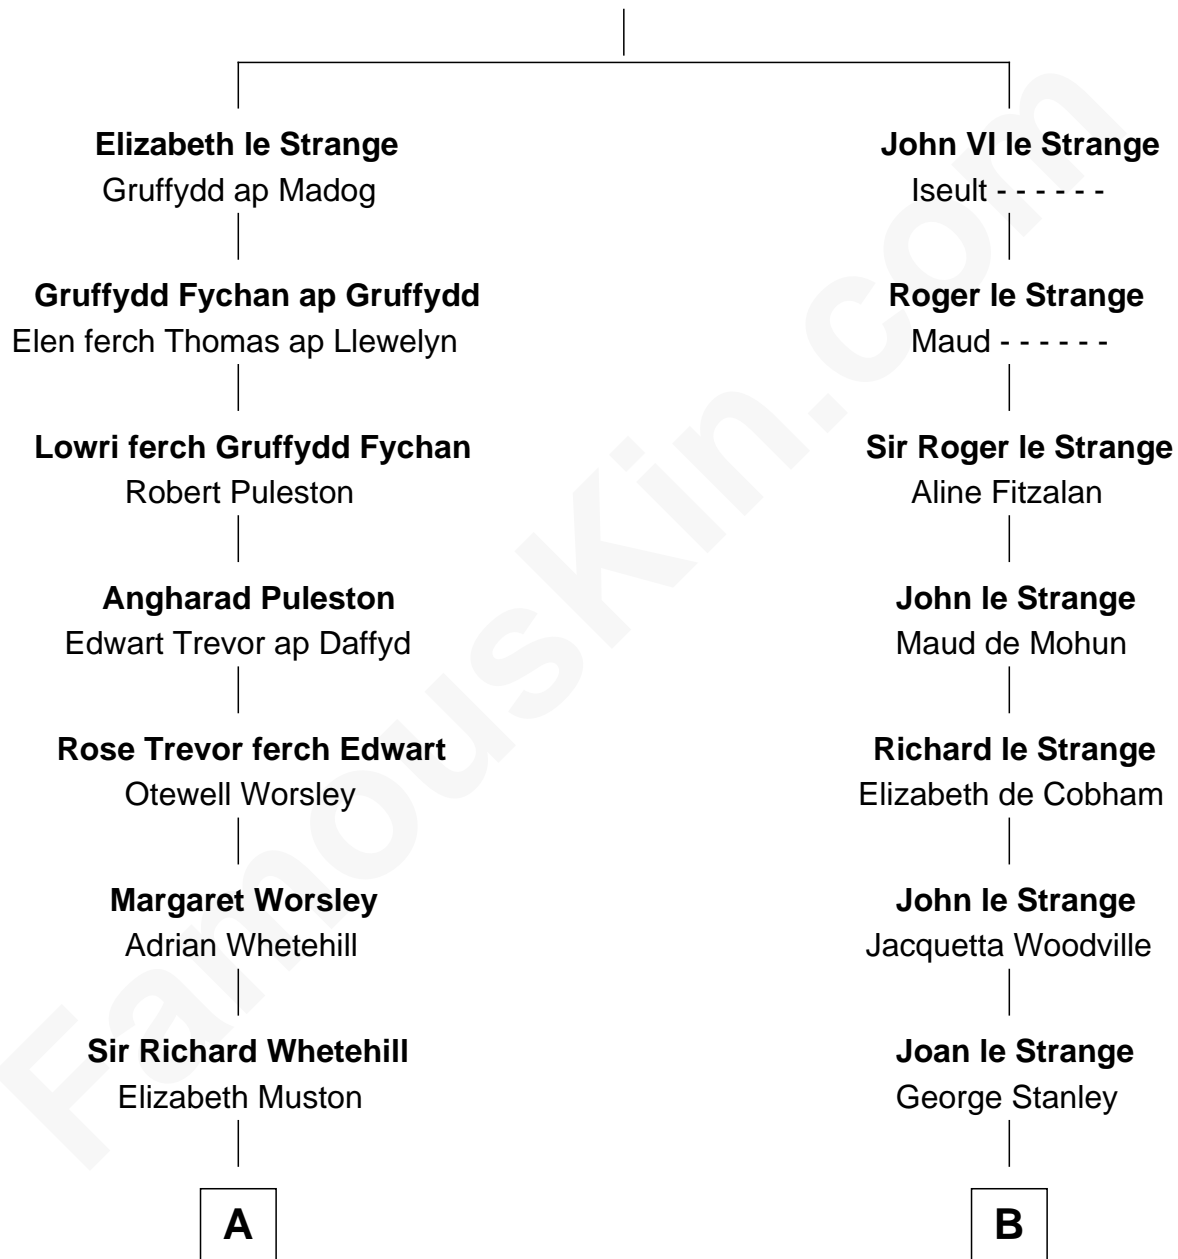 Elizabeth le Strange
Gruffydd ap Madog
Gruffydd Fychan ap Gruffydd
Elen ferch Thomas ap Llewelyn
Lowri ferch Gruffydd Fychan
Robert Puleston
Angharad Puleston
Edwart Trevor ap Daffyd
Rose Trevor ferch Edwart
Otewell Worsley
Margaret Worsley
Adrian Whetehill
Sir Richard Whetehill
Elizabeth Muston
A
John VI le Strange
Iseult - - - - - -
Roger le Strange
Maud - - - - - -
Sir Roger le Strange
Aline Fitzalan
John le Strange
Maud de Mohun
Richard le Strange
Elizabeth de Cobham
John le Strange
Jacquetta Woodville
Joan le Strange
George Stanley
B
FamousKin.com